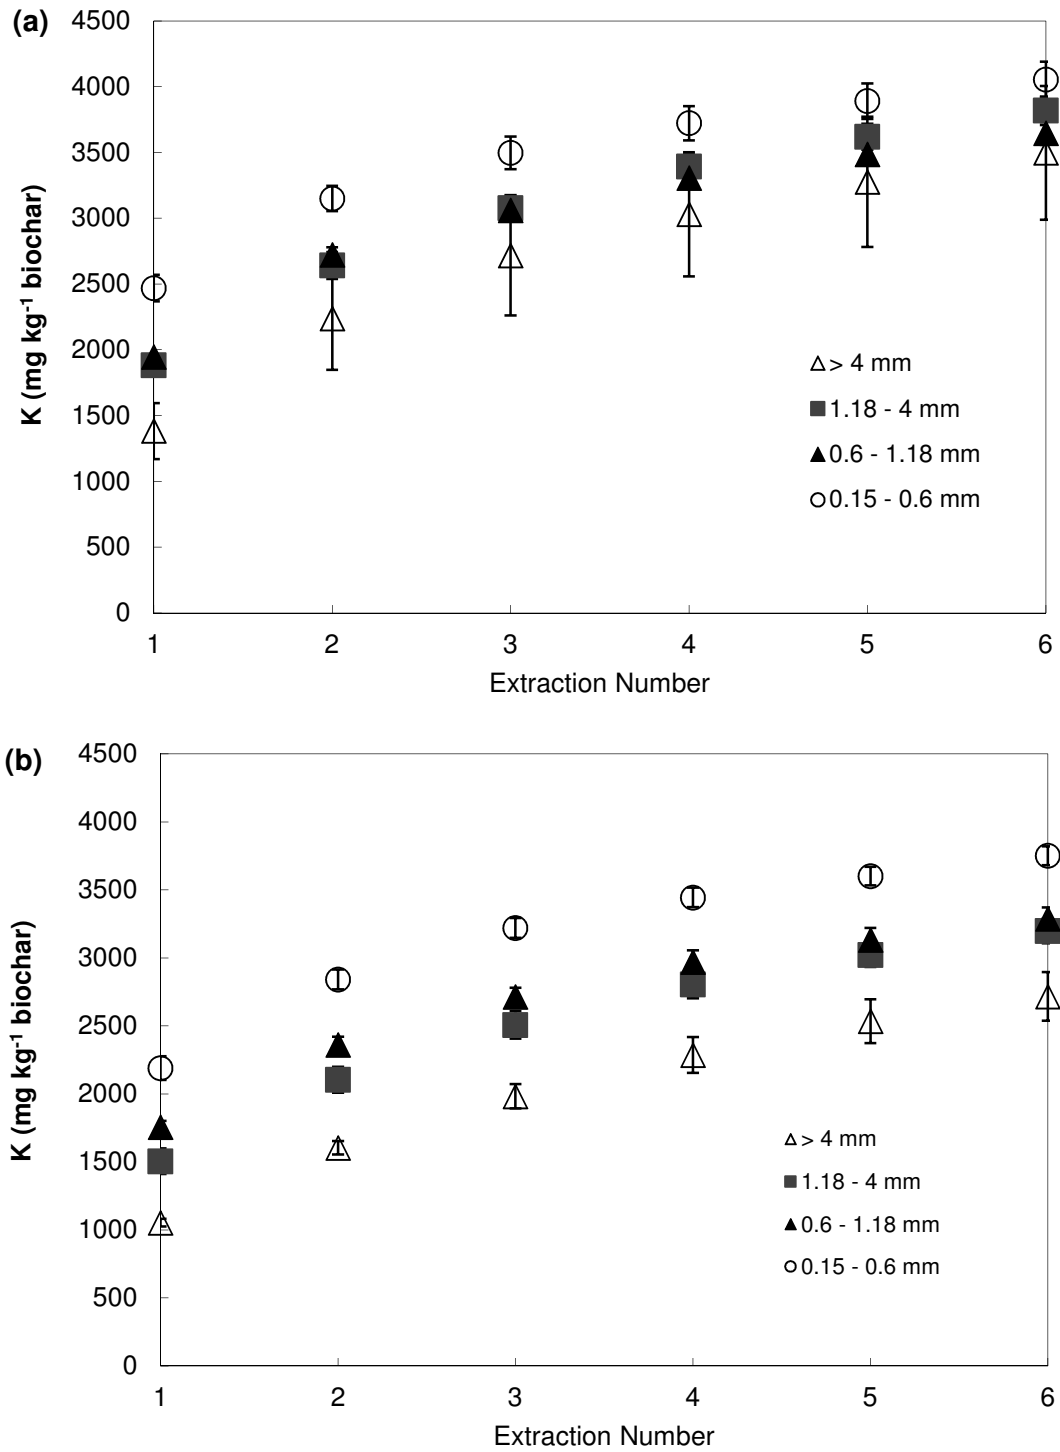 (a)
4500
4000
3500
3000
2500
2000
1500
1000
500
0
K (mg kg-1 biochar)
> 4 mm
1.18 - 4 mm
0.6 - 1.18 mm
0.15 - 0.6 mm
1 2 3 4 5 6
Extraction Number
(b)
4500
4000
3500
3000
2500
2000
1500
1000
500
0
K (mg kg-1 biochar)
> 4 mm
1.18 - 4 mm
0.6 - 1.18 mm
0.15 - 0.6 mm
1 2 3 4 5 6
Extraction Number